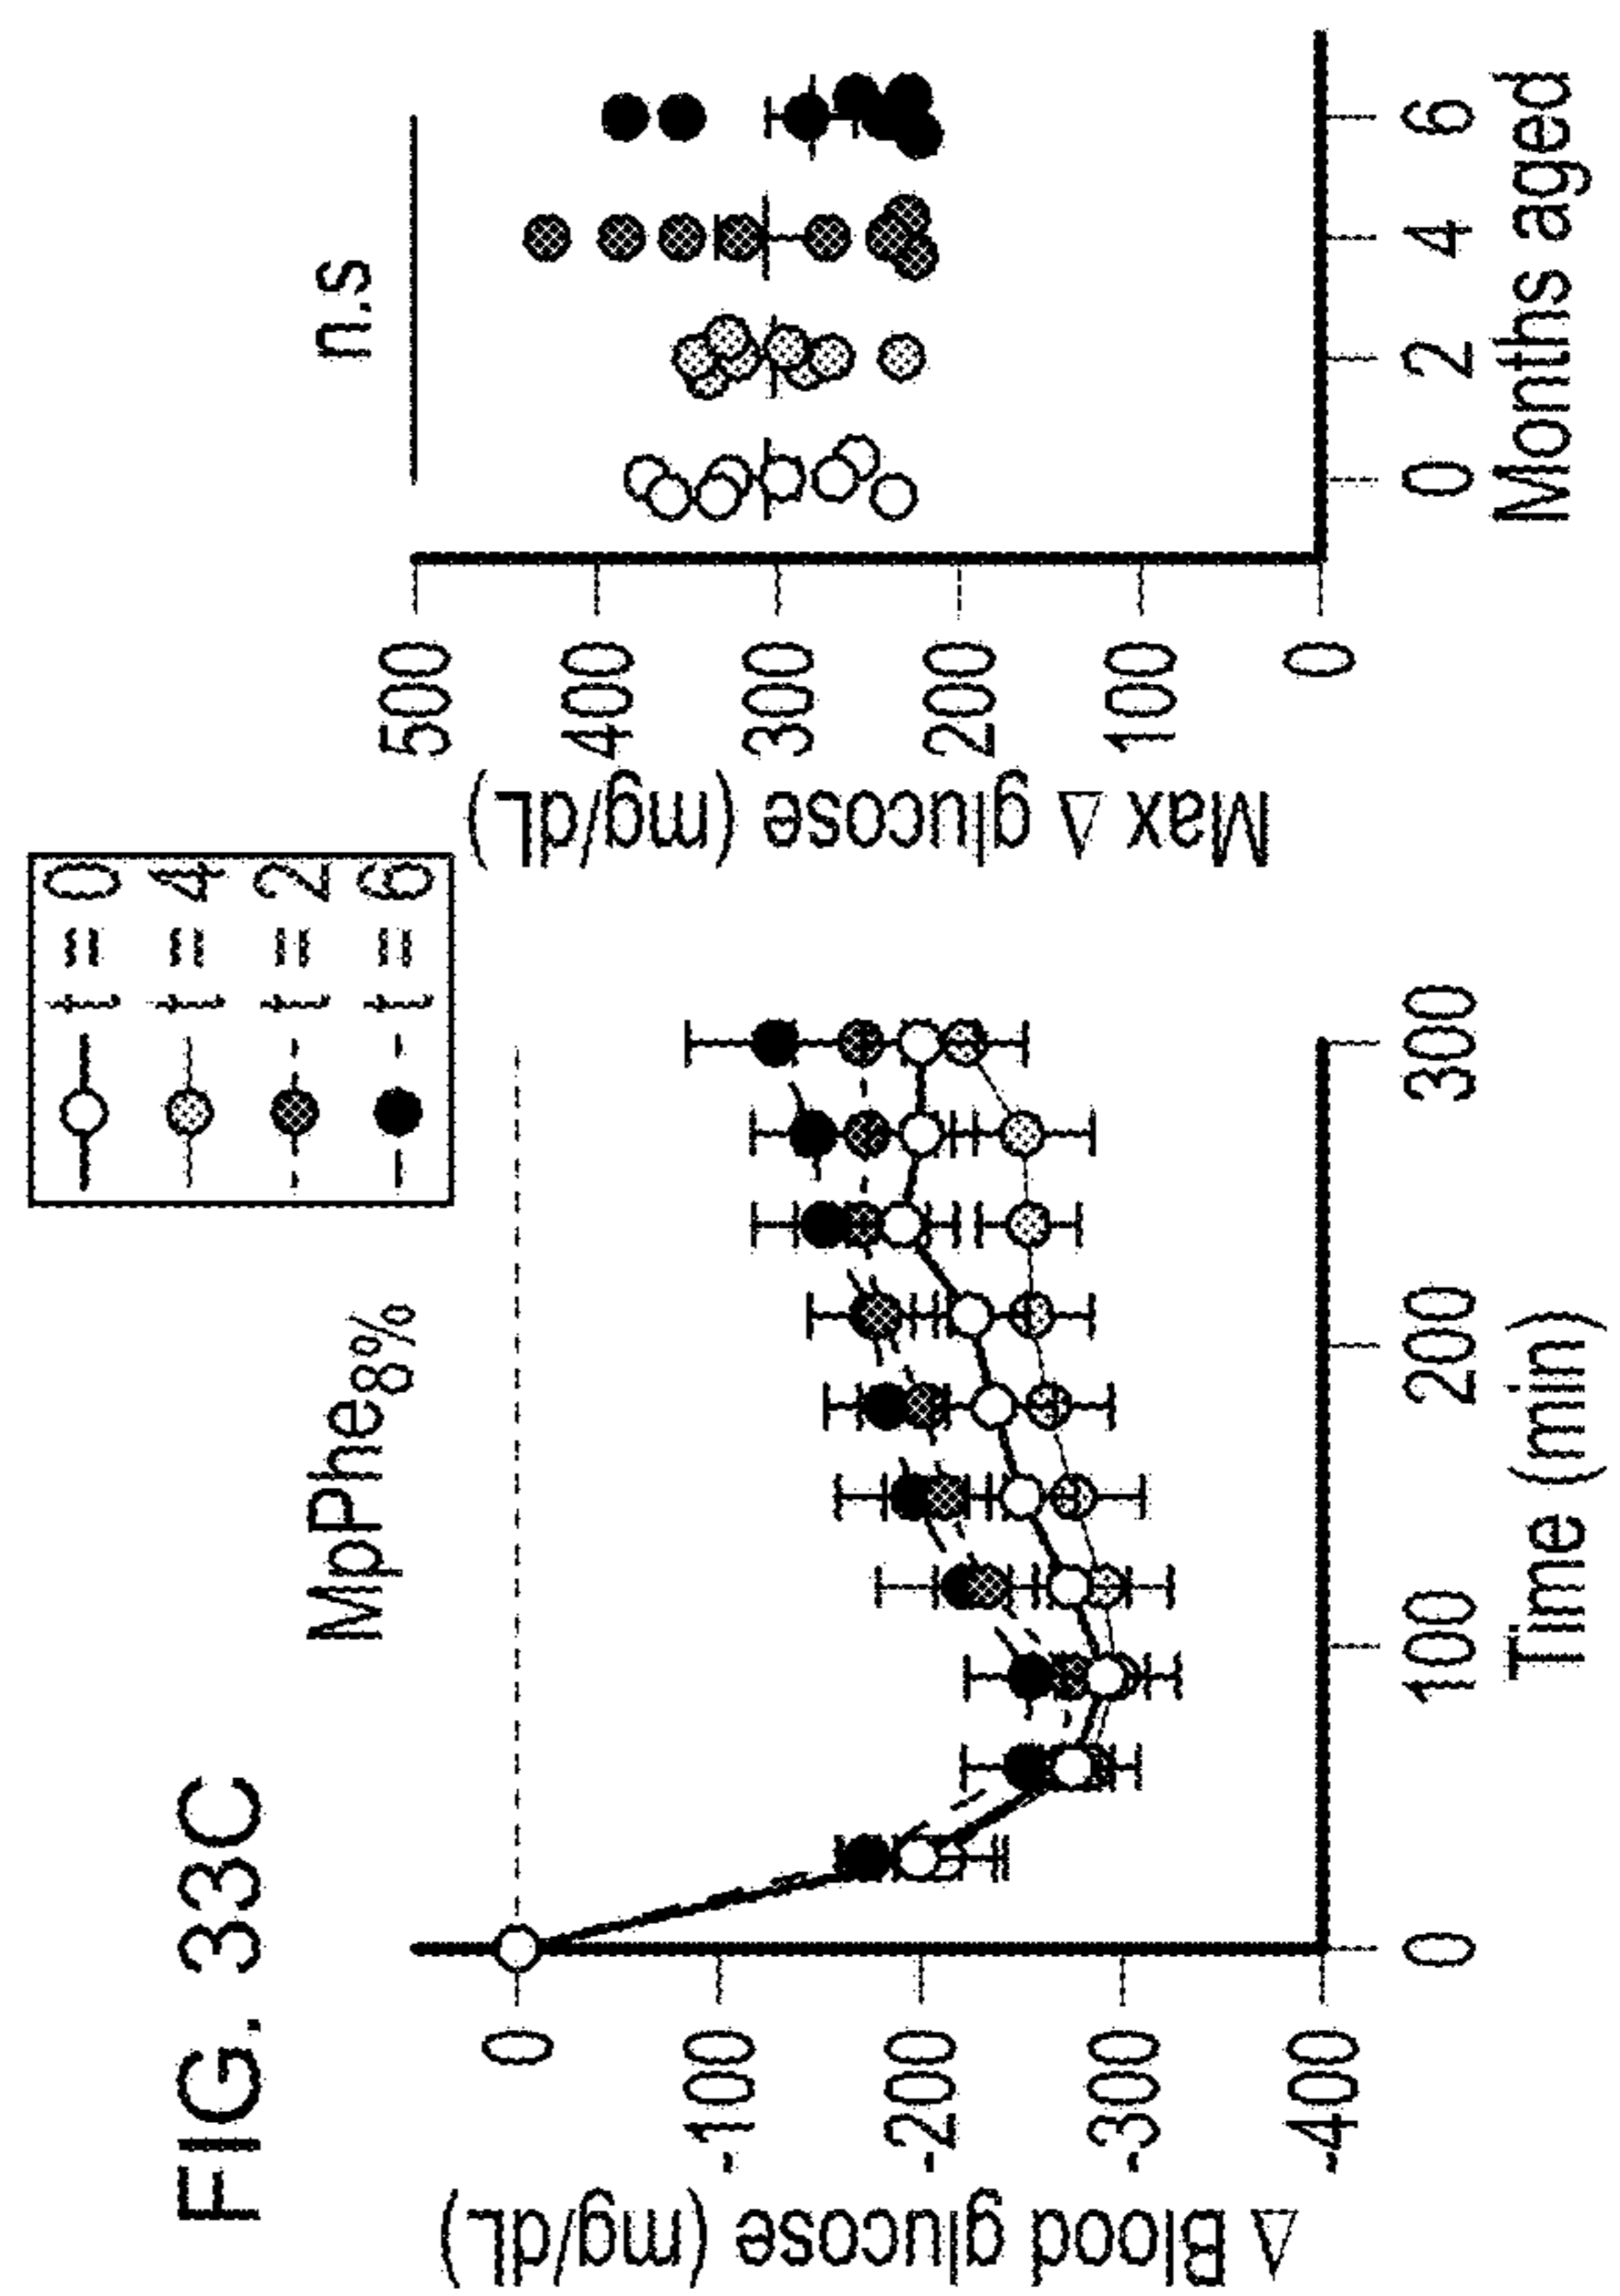 FIG. 33C
MpPhe8%
t = 0
t = 4
t = 2
t = 6
Δ Blood glucose (mg/dL)
0
-100
-200
-300
-400
0
100
200
300
Time (min)
n.s
Max Δ glucose (mg/dL)
500
400
300
200
100
0
0
2
4
6
Months aged